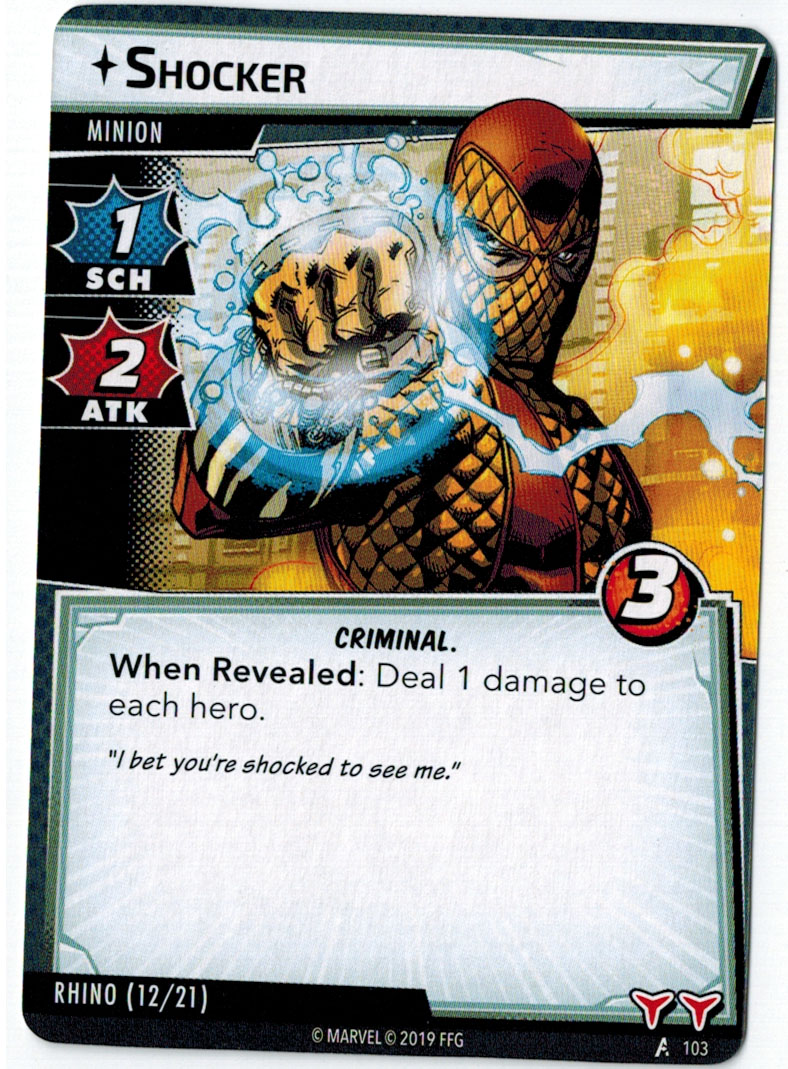 SHOCKER
MINION
1
SCH
2
ATK
3
CRIMINAL.
When Revealed: Deal 1 damage to
each hero.
"I bet you're shocked to see me."
RHINO (12/21)
© MARVEL © 2019 FFG
103